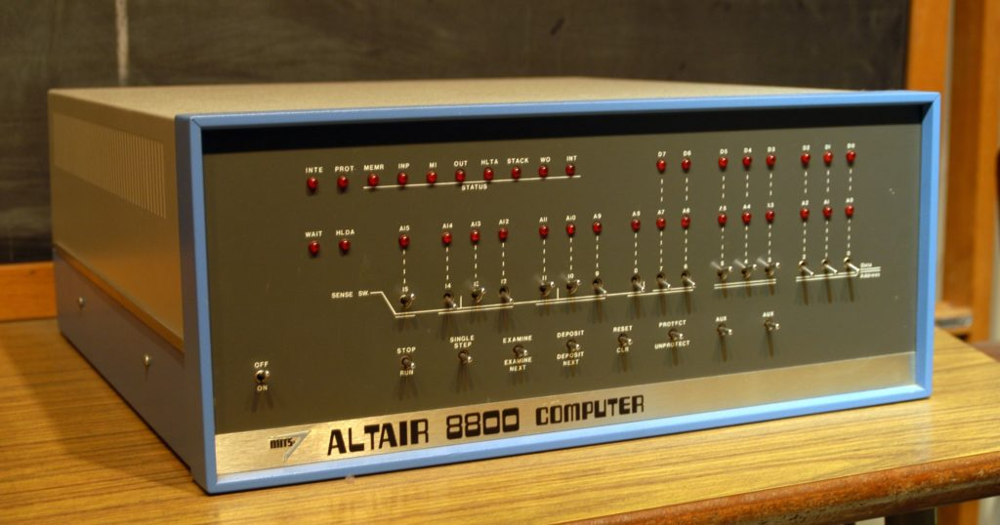 INTE PROT MEMR INP MI OUT HLTA STACK WO INT D7 D6 D5 D4 D3 D2 D1 D0
STATUS
WAIT HLDA A15 A14 A13 A12 A11 A10 A9 A8 A7 A6 A5 A4 A3 A2 A1 A0
SENSE SW. 15 14 13 12 11 10 9 8
Data
Address
STOP SINGLE STEP EXAMINE DEPOSIT RESET PROTECT AUX AUX
RUN EXAMINE NEXT DEPOSIT NEXT CLR UNPROTECT
OFF
ON
MITS ALTAIR 8800 COMPUTER